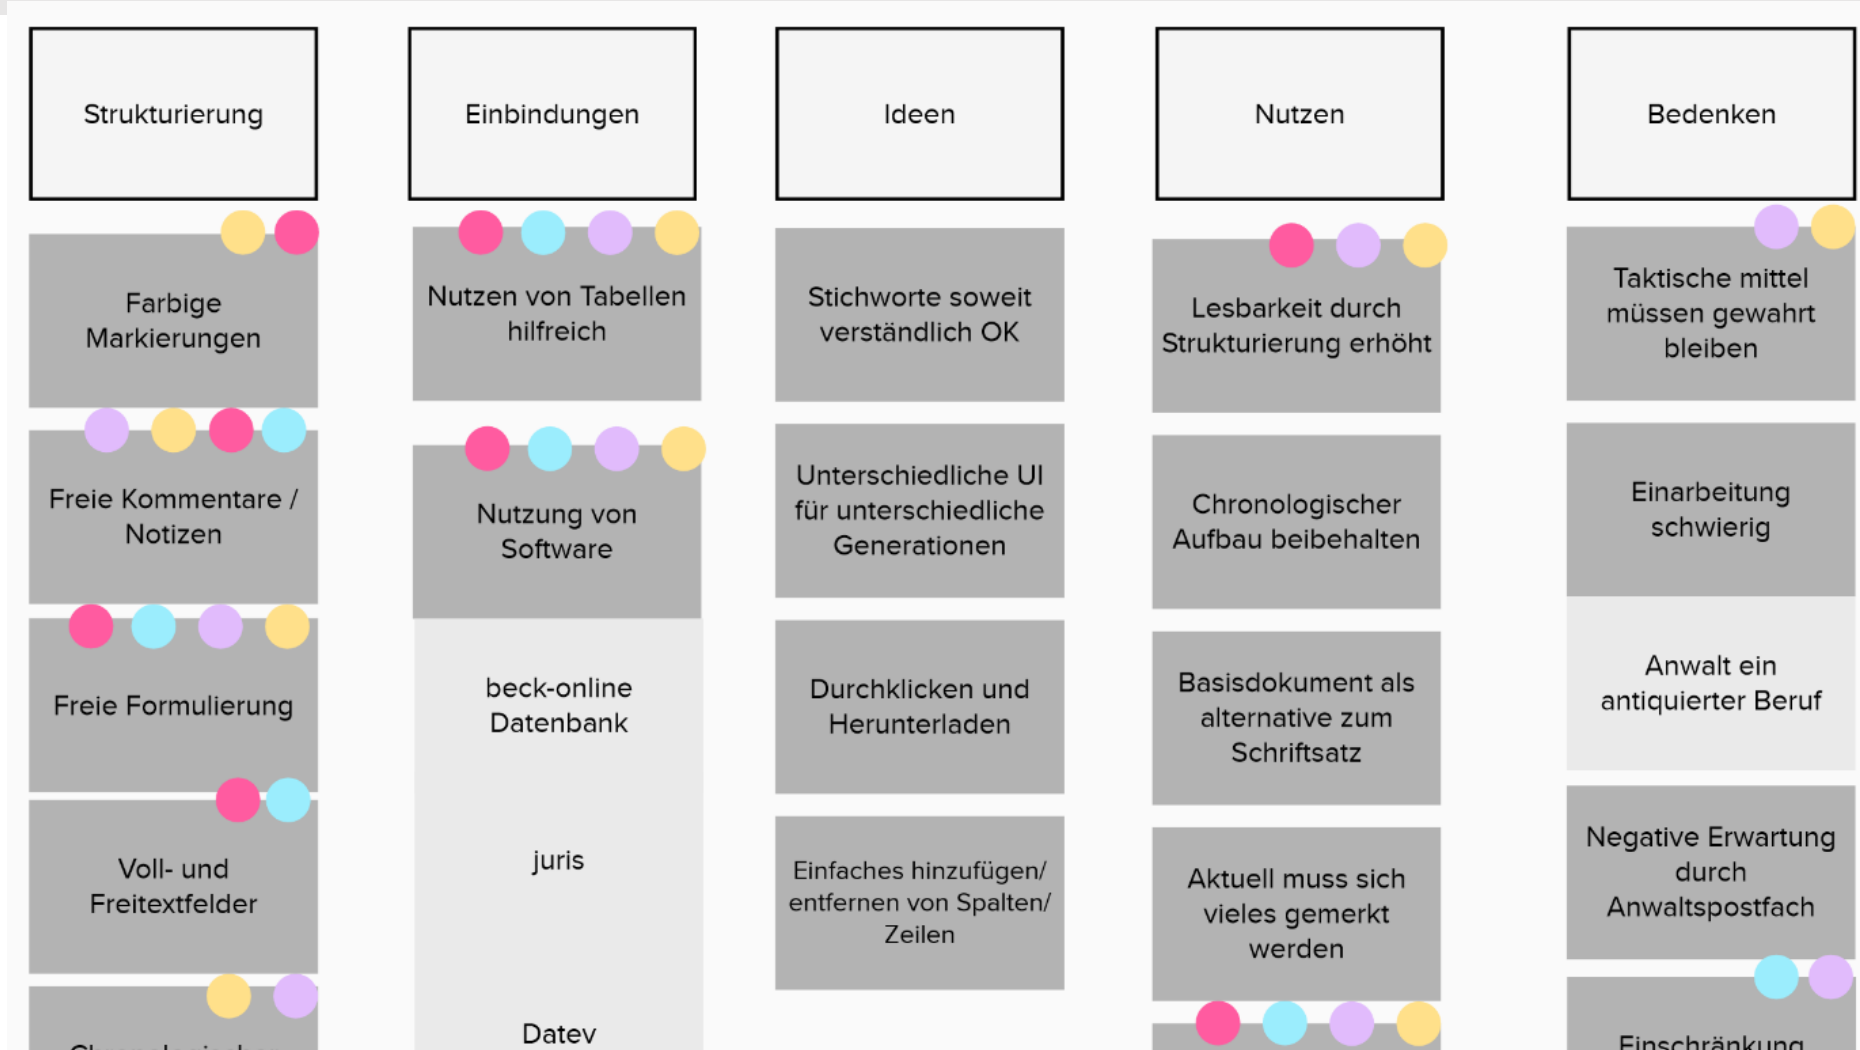 Strukturierung
Farbige
Markierungen
Freie Kommentare /
Notizen
Freie Formulierung
Voll- und
Freitextfelder
Einbindungen
Nutzen von Tabellen
hilfreich
Nutzung von
Software
beck-online
Datenbank
juris
Datev
Ideen
Stichworte soweit
verständlich OK
Unterschiedliche UI
für unterschiedliche
Generationen
Durchklicken und
Herunterladen
Einfaches hinzufügen/
entfernen von Spalten/
Zeilen
Nutzen
Lesbarkeit durch
Strukturierung erhöht
Chronologischer
Aufbau beibehalten
Basisdokument als
alternative zum
Schriftsatz
Aktuell muss sich
vieles gemerkt
werden
Bedenken
Taktische mittel
müssen gewahrt
bleiben
Einarbeitung
schwierig
Anwalt ein
antiquierter Beruf
Negative Erwartung
durch
Anwaltspostfach
Einschränkung